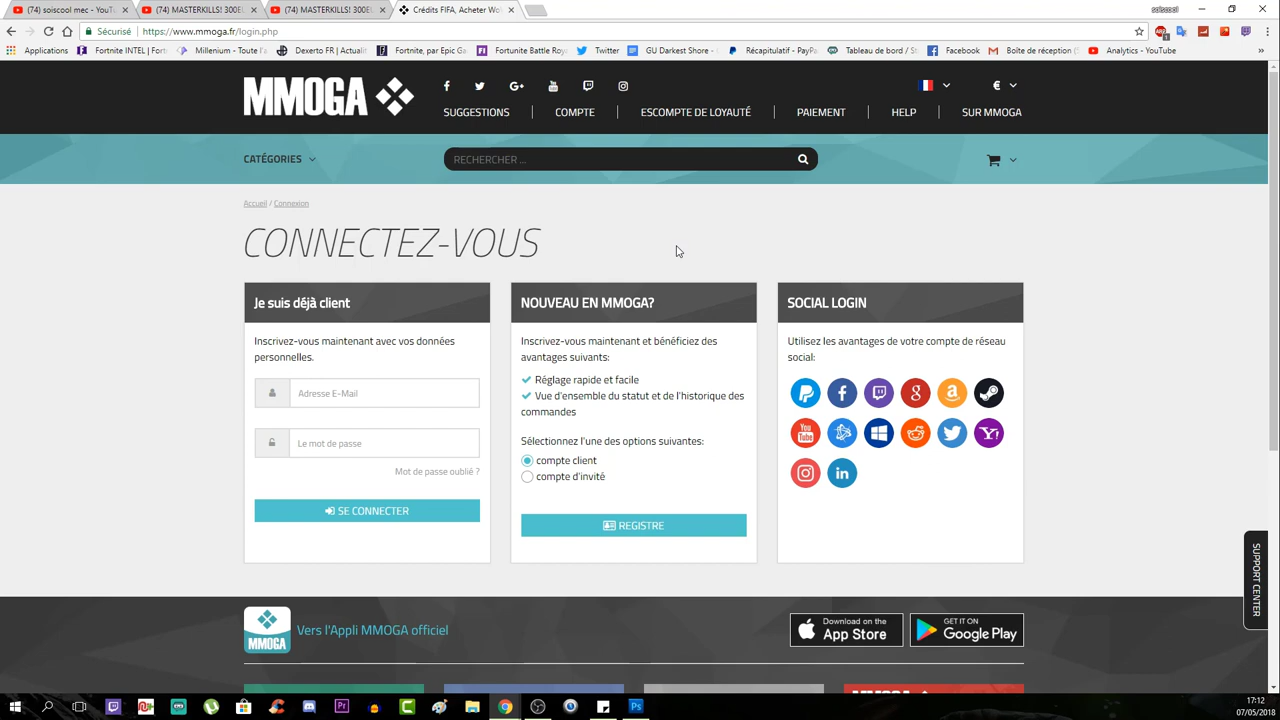 (74) soiscool mec - YouT
(74) MASTERKILLS! 300EU
(74) MASTERKILLS! 300EU
Crédits FIFA, Acheter Wo
soiscool
Sécurisé
https://www.mmoga.fr/login.php
Applications
Fortnite INTEL | Fortn
Millenium - Toute l'a
Dexerto FR | Actualit
Fortnite, par Epic Ga
Fortunite Battle Roya
Twitter
GU Darkest Shore - G
Récapitulatif - PayPa
Tableau de bord / St
Facebook
Boîte de réception (5
Analytics - YouTube
MMOGA
€
SUGGESTIONS
COMPTE
ESCOMPTE DE LOYAUTÉ
PAIEMENT
HELP
SUR MMOGA
CATÉGORIES
RECHERCHER ...
Accueil / Connexion
CONNECTEZ-VOUS
Je suis déjà client
Inscrivez-vous maintenant avec vos données
personnelles.
Adresse E-Mail
Le mot de passe
Mot de passe oublié ?
SE CONNECTER
NOUVEAU EN MMOGA?
Inscrivez-vous maintenant et bénéficiez des
avantages suivants:
Réglage rapide et facile
Vue d'ensemble du statut et de l'historique des
commandes
Sélectionnez l'une des options suivantes:
compte client
compte d'invité
REGISTRE
SOCIAL LOGIN
Utilisez les avantages de votre compte de réseau
social:
SUPPORT CENTER
MMOGA
Vers l'Appli MMOGA officiel
Download on the
App Store
GET IT ON
Google Play
17:12
07/05/2018